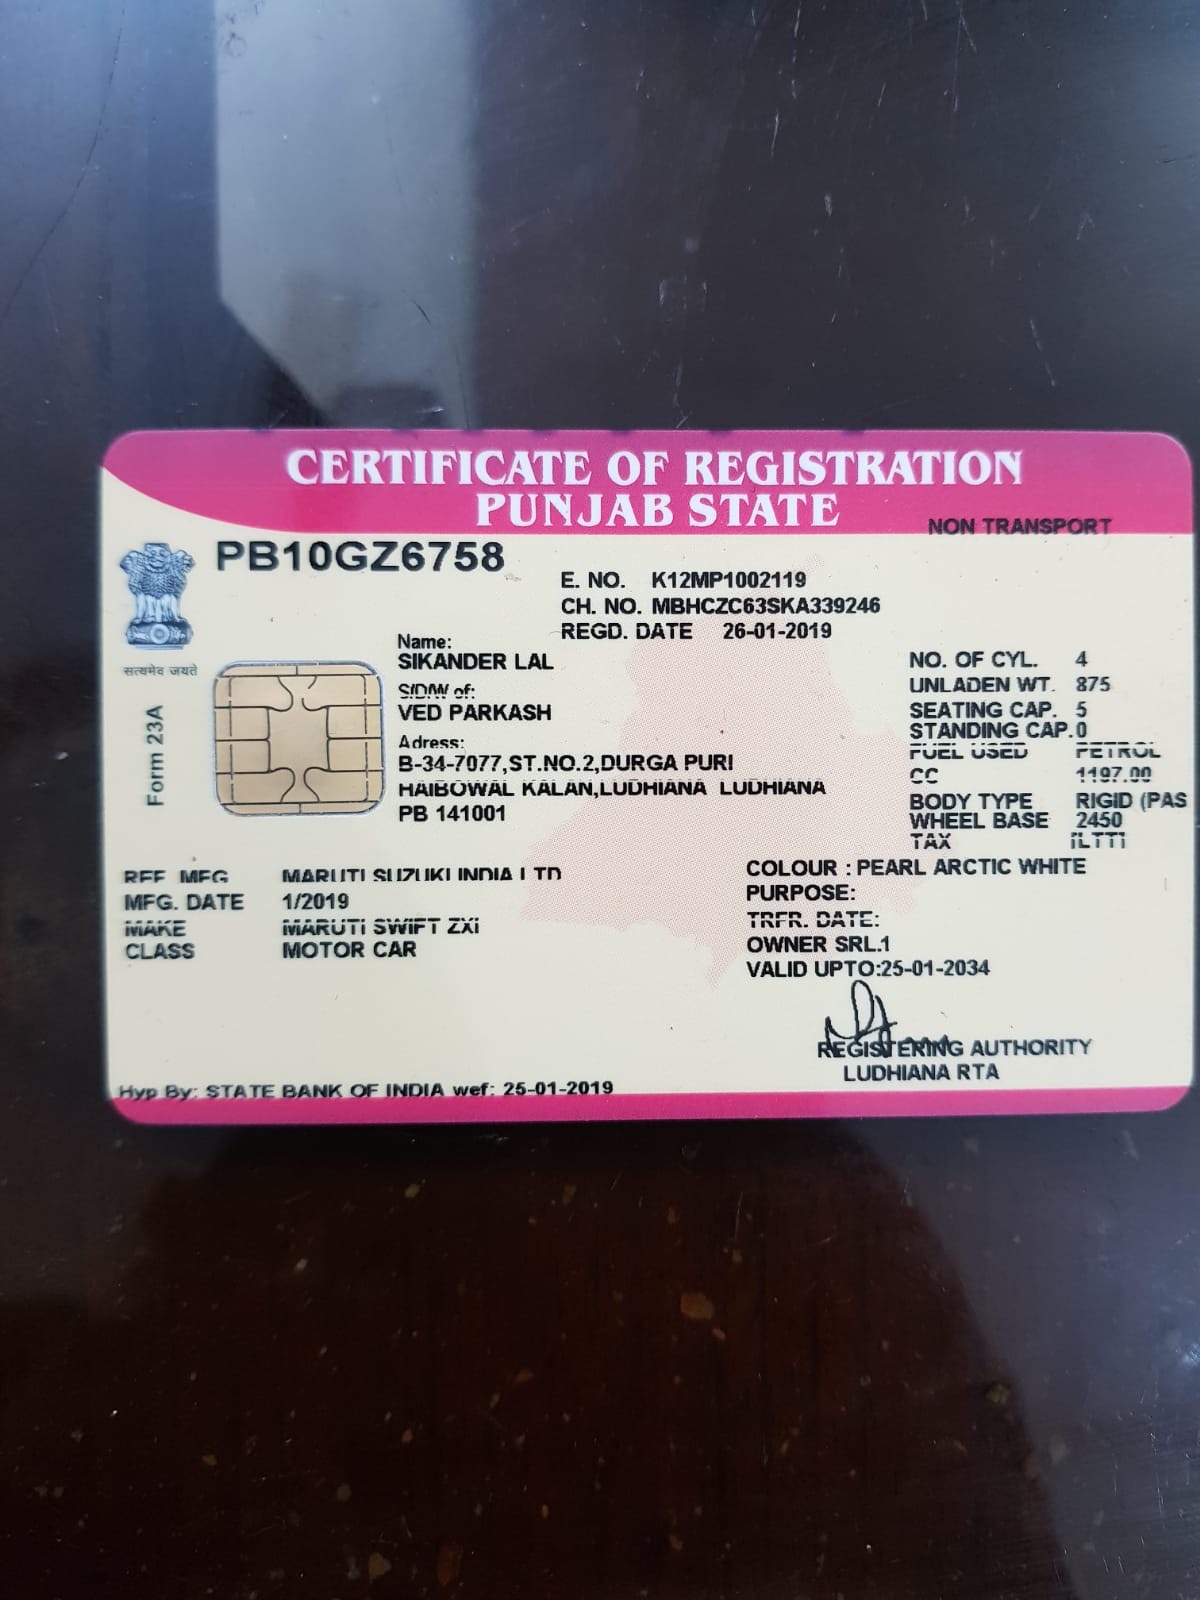 CERTIFICATE OF REGISTRATION
PUNJAB STATE
NON TRANSPORT
PB10GZ6758
E. NO. K12MP1002119
CH. NO. MBHCZC63SKA339246
REGD. DATE 26-01-2019
सत्यमेव जयते
Form 23A
Name:
SIKANDER LAL
S/D/W of:
VED PARKASH
Adress:
B-34-7077,ST.NO.2,DURGA PURI
HAIBOWAL KALAN,LUDHIANA LUDHIANA
PB 141001
NO. OF CYL. 4
UNLADEN WT. 875
SEATING CAP. 5
STANDING CAP.0
FUEL USED PETROL
CC 1197.00
BODY TYPE RIGID (PAS
WHEEL BASE 2450
TAX [LTT]
REF MFG MARUTI SUZUKI INDIA LTD
MFG. DATE 1/2019
MAKE MARUTI SWIFT ZXI
CLASS MOTOR CAR
COLOUR : PEARL ARCTIC WHITE
PURPOSE:
TRFR. DATE:
OWNER SRL.1
VALID UPTO:25-01-2034
REGISTERING AUTHORITY
LUDHIANA RTA
Hyp By: STATE BANK OF INDIA wef: 25-01-2019